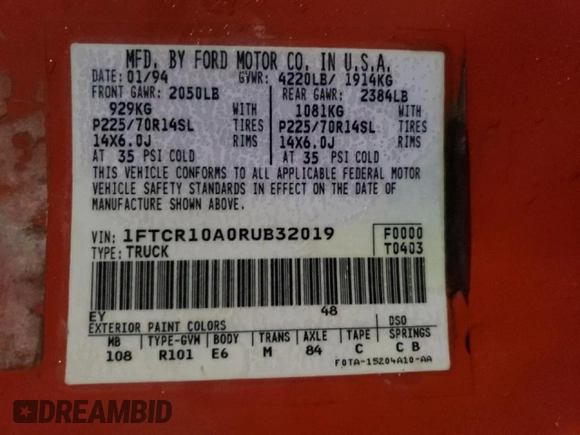 MFD. BY FORD MOTOR CO. IN U.S.A.
DATE: 01/94 GVWR: 4220LB/ 1914KG
FRONT GAWR: 2050LB REAR GAWR: 2384LB
929KG WITH 1081KG WITH
P225/70R14SL TIRES P225/70R14SL TIRES
14X6.0J RIMS 14X6.0J RIMS
AT 35 PSI COLD AT 35 PSI COLD
THIS VEHICLE CONFORMS TO ALL APPLICABLE FEDERAL MOTOR
VEHICLE SAFETY STANDARDS IN EFFECT ON THE DATE OF
MANUFACTURE SHOWN ABOVE.
VIN: 1FTCR10A0RUB32019 F0000
TYPE: TRUCK T0403
EY 48
EXTERIOR PAINT COLORS DSO
MB TYPE-GVM BODY TRANS AXLE TAPE SPRINGS
108 R101 E6 M 84 C C B
F0TA-15204A10-AA
DREAMBID